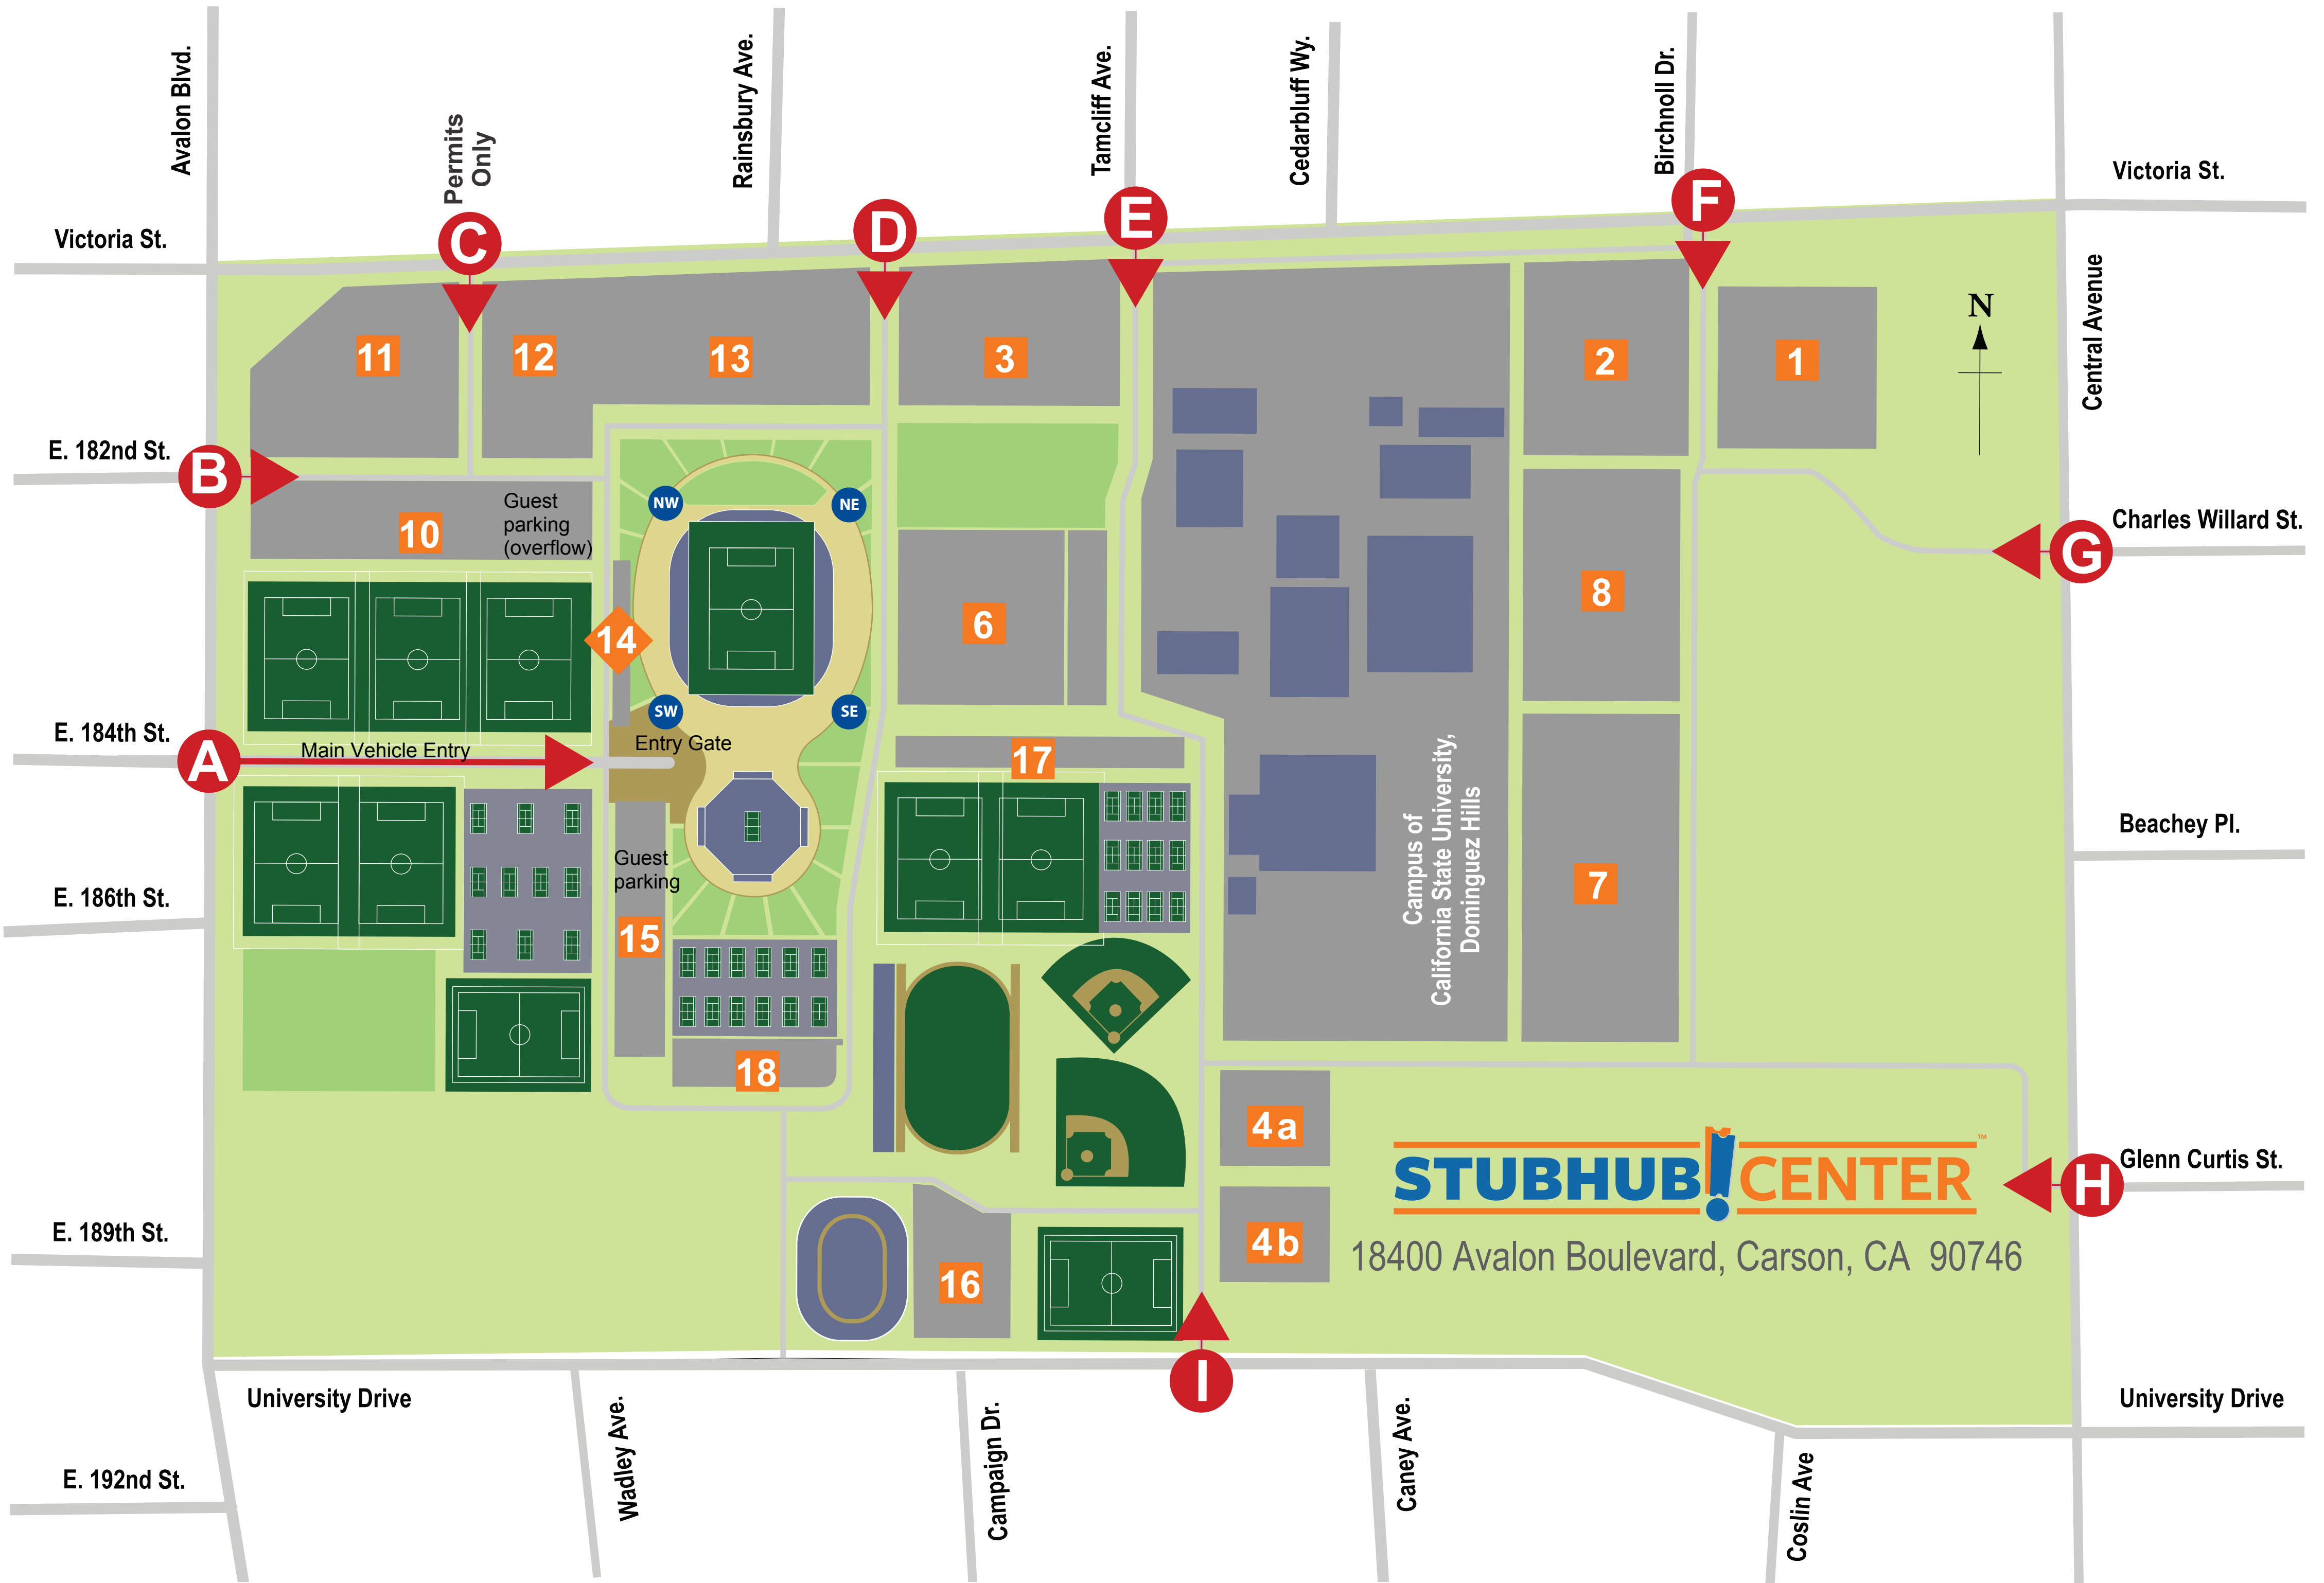 Avalon Blvd.
Permits
Only
Rainsbury Ave.
Tamcliff Ave.
Cedarbluff Wy.
Birchnoll Dr.
Victoria St.
Victoria St.
C
D
E
F
N
Central Avenue
11
12
13
3
2
1
E. 182nd St.
B
10
Guest
parking
(overflow)
NW
NE
Charles Willard St.
G
14
6
8
SW
SE
E. 184th St.
A
Main Vehicle Entry
Entry Gate
17
Campus of
California State University,
Dominguez Hills
Beachey Pl.
Guest
parking
7
E. 186th St.
15
18
4a
STUBHUB CENTER™
Glenn Curtis St.
H
E. 189th St.
4b
18400 Avalon Boulevard, Carson, CA 90746
16
I
University Drive
University Drive
Wadley Ave.
Campaign Dr.
Caney Ave.
Coslin Ave
E. 192nd St.